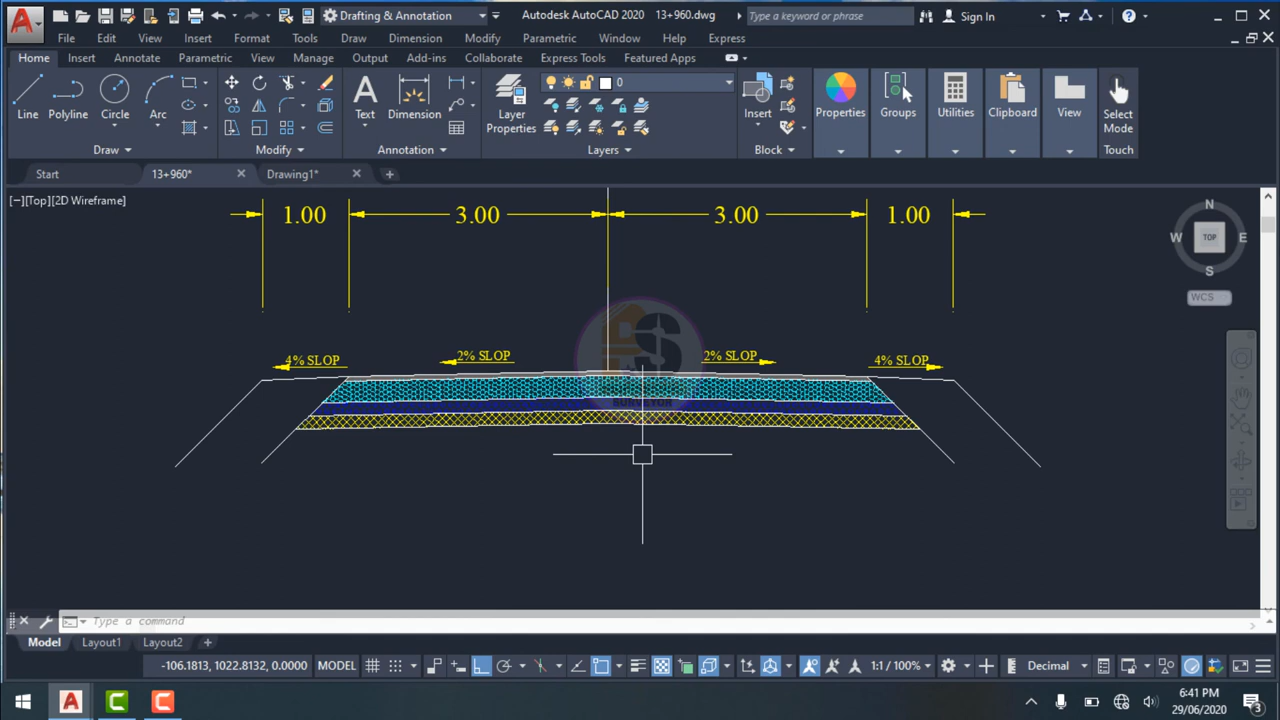 Drafting & Annotation
Autodesk AutoCAD 2020 13+960.dwg
Type a keyword or phrase
Sign In
File Edit View Insert Format Tools Draw Dimension Modify Parametric Window Help Express
Home Insert Annotate Parametric View Manage Output Add-ins Collaborate Express Tools Featured Apps
0
Line Polyline Circle Arc
Text Dimension
Layer Properties
Insert
Properties Groups Utilities Clipboard View
Select Mode
Draw Modify Annotation Layers Block Touch
Start 13+960* Drawing1*
[−][Top][2D Wireframe]
N
W TOP E
S
WCS
1.00 3.00 3.00 1.00
4% SLOP 2% SLOP 2% SLOP 4% SLOP
SURVEYOR
Type a command
Model Layout1 Layout2
-106.1813, 1022.8132, 0.0000 MODEL 1:1 / 100% Decimal
6:41 PM
29/06/2020
3